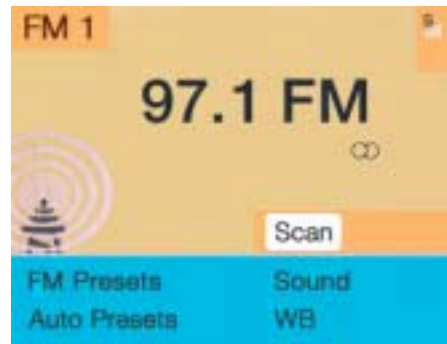 FM 1
S
97.1 FM
Scan
FM Presets Sound
Auto Presets WB